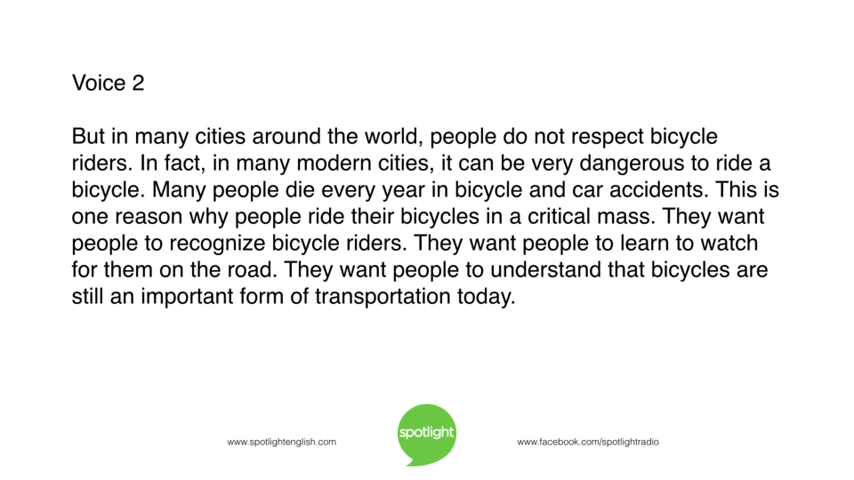 Voice 2
But in many cities around the world, people do not respect bicycle
riders. In fact, in many modern cities, it can be very dangerous to ride a
bicycle. Many people die every year in bicycle and car accidents. This is
one reason why people ride their bicycles in a critical mass. They want
people to recognize bicycle riders. They want people to learn to watch
for them on the road. They want people to understand that bicycles are
still an important form of transportation today.
spotlight
www.spotlightenglish.com
www.facebook.com/spotlightradio